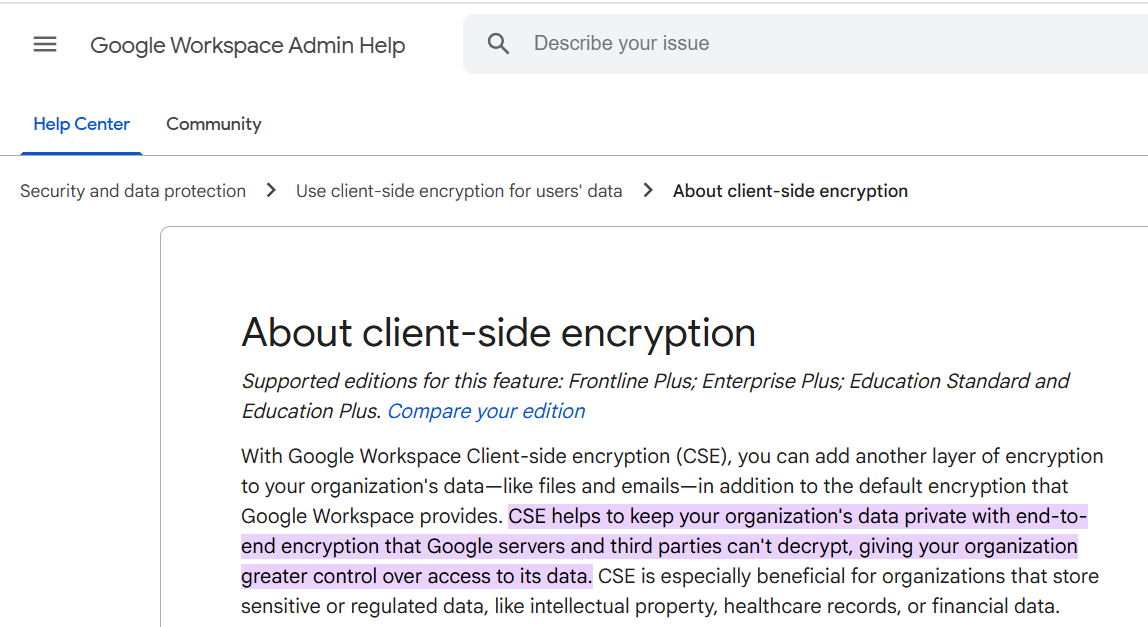 Google Workspace Admin Help
Describe your issue
Help Center
Community
Security and data protection
Use client-side encryption for users' data
About client-side encryption
About client-side encryption
Supported editions for this feature: Frontline Plus; Enterprise Plus; Education Standard and
Education Plus. Compare your edition
With Google Workspace Client-side encryption (CSE), you can add another layer of encryption
to your organization's data—like files and emails—in addition to the default encryption that
Google Workspace provides. CSE helps to keep your organization's data private with end-to-
end encryption that Google servers and third parties can't decrypt, giving your organization
greater control over access to its data. CSE is especially beneficial for organizations that store
sensitive or regulated data, like intellectual property, healthcare records, or financial data.